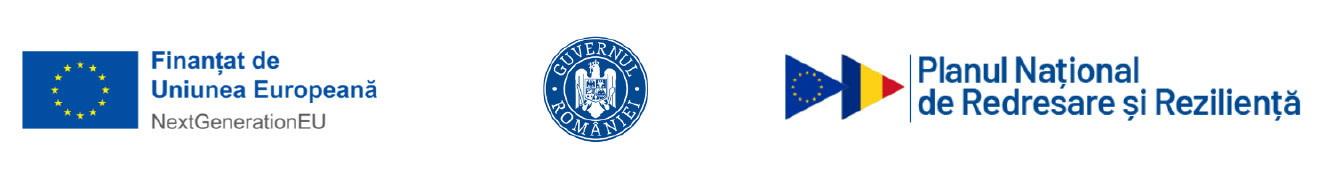 Finanțat de
Uniunea Europeană
NextGenerationEU
GUVERNUL
ROMÂNIEI
Planul Național
de Redresare și Reziliență